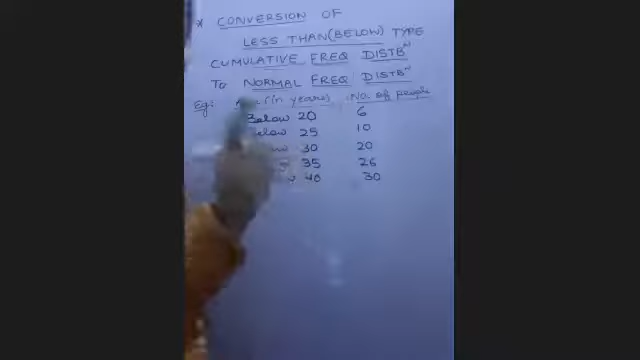 * CONVERSION OF
LESS THAN (BELOW) TYPE
CUMULATIVE FREQ DISTBᴺ
TO NORMAL FREQ DISTBᴺ
Eg: (in years) No. of people
Below 20 6
25 10
30 20
35 26
40 30